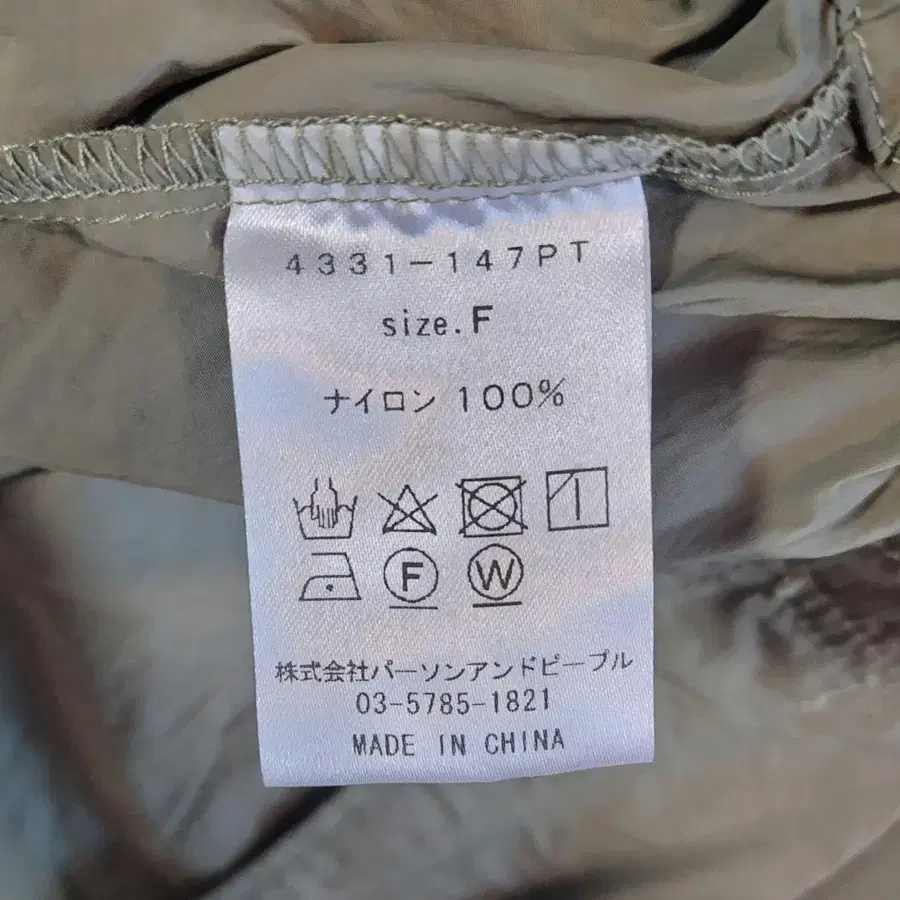 4331-147PT
size.F
ナイロン 100%
F W
株式会社パーソンアンドピープル
03-5785-1821
MADE IN CHINA